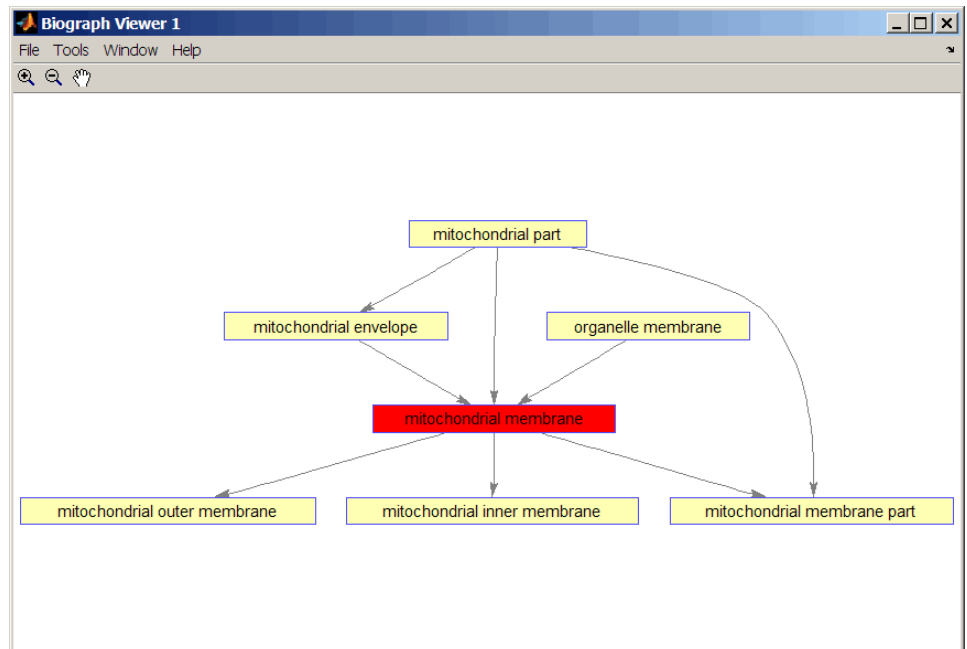 Biograph Viewer 1
File Tools Window Help
mitochondrial part
mitochondrial envelope
organelle membrane
mitochondrial membrane
mitochondrial outer membrane
mitochondrial inner membrane
mitochondrial membrane part